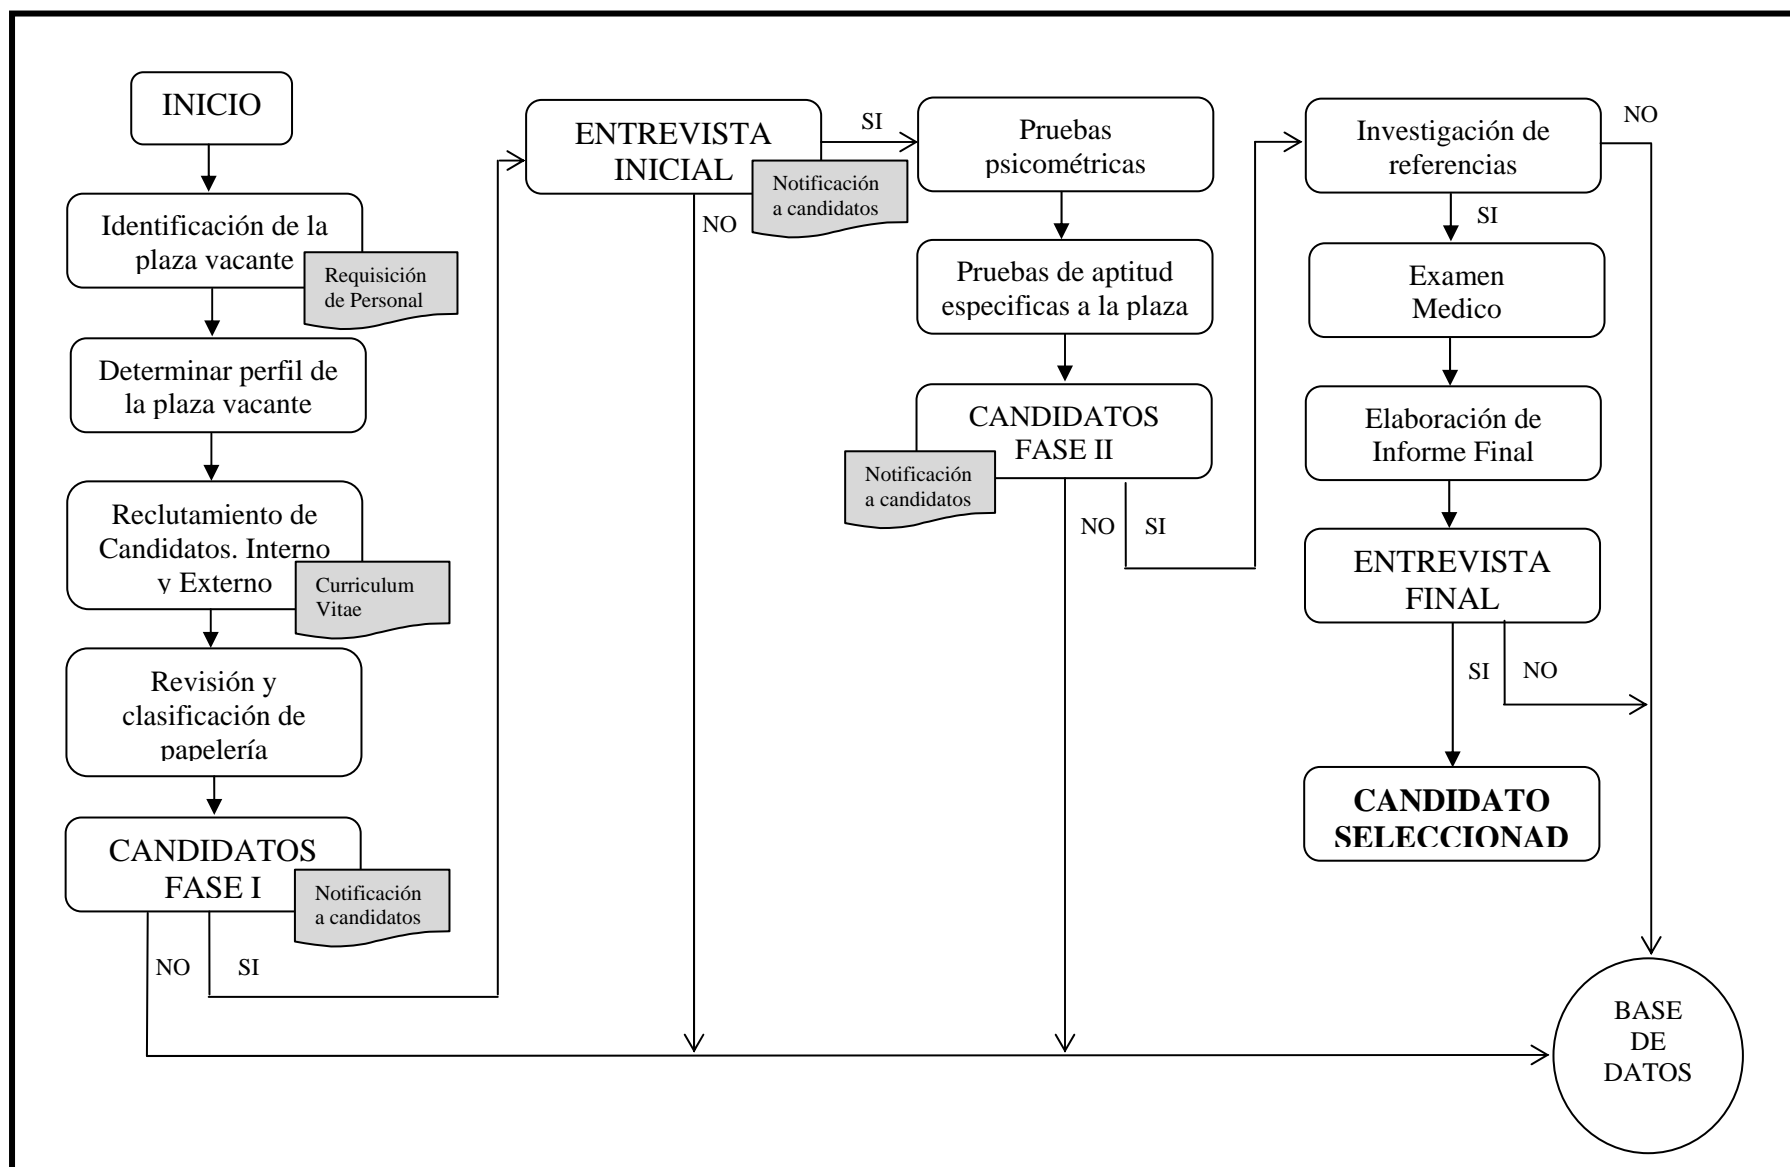 INICIO
Identificación de la
plaza vacante
Requisición
de Personal
Determinar perfil de
la plaza vacante
Reclutamiento de
Candidatos. Interno
y Externo
Curriculum
Vitae
Revisión y
clasificación de
papelería
CANDIDATOS
FASE I
Notificación
a candidatos
NO
SI
ENTREVISTA
INICIAL
Notificación
a candidatos
SI
NO
Pruebas
psicométricas
Pruebas de aptitud
especificas a la plaza
CANDIDATOS
FASE II
Notificación
a candidatos
NO
SI
Investigación de
referencias
NO
SI
Examen
Medico
Elaboración de
Informe Final
ENTREVISTA
FINAL
SI
NO
CANDIDATO
SELECCIONAD
BASE
DE
DATOS